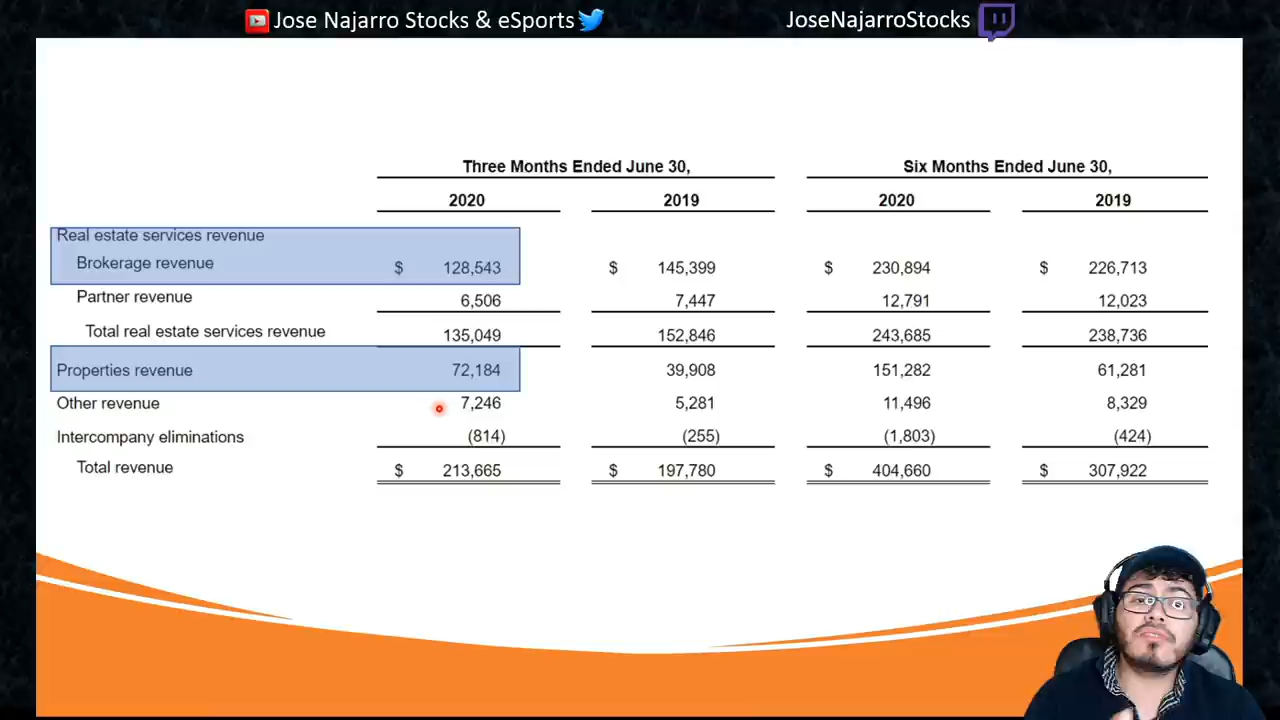 Jose Najarro Stocks & eSports JoseNajarroStocks
Three Months Ended June 30, Six Months Ended June 30,
2020 2019 2020 2019
Real estate services revenue
Brokerage revenue $ 128,543 $ 145,399 $ 230,894 $ 226,713
Partner revenue 6,506 7,447 12,791 12,023
Total real estate services revenue 135,049 152,846 243,685 238,736
Properties revenue 72,184 39,908 151,282 61,281
Other revenue 7,246 5,281 11,496 8,329
Intercompany eliminations (814) (255) (1,803) (424)
Total revenue $ 213,665 $ 197,780 $ 404,660 $ 307,922